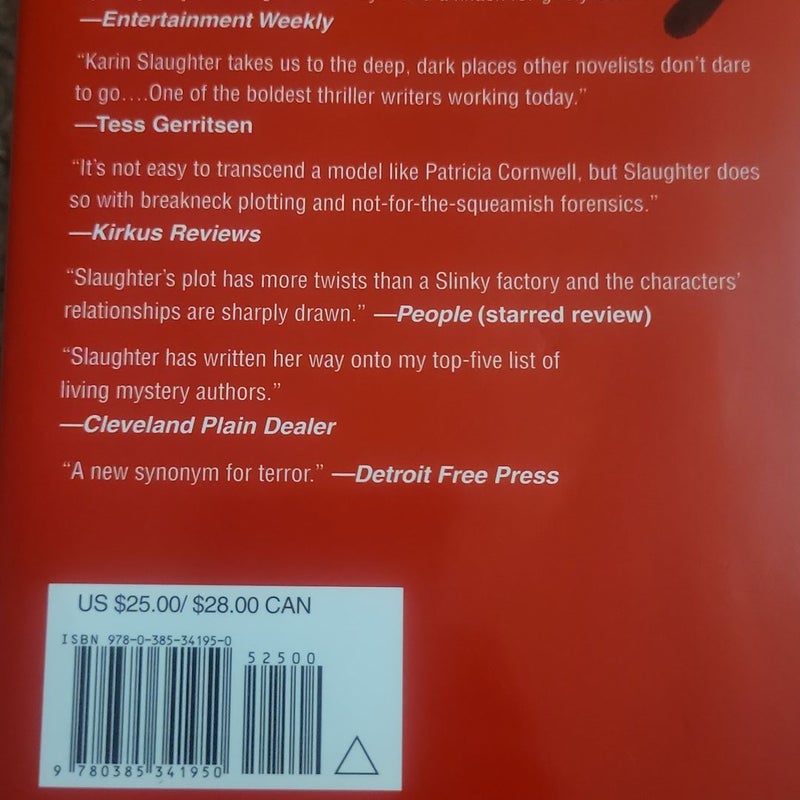 —Entertainment Weekly
“Karin Slaughter takes us to the deep, dark places other novelists don’t dare
to go....One of the boldest thriller writers working today.”
—Tess Gerritsen
“It’s not easy to transcend a model like Patricia Cornwell, but Slaughter does
so with breakneck plotting and not-for-the-squeamish forensics.”
—Kirkus Reviews
“Slaughter’s plot has more twists than a Slinky factory and the characters’
relationships are sharply drawn.” —People (starred review)
“Slaughter has written her way onto my top-five list of
living mystery authors.”
—Cleveland Plain Dealer
“A new synonym for terror.” —Detroit Free Press
US $25.00/ $28.00 CAN
ISBN 978-0-385-34195-0
52500
9 780385 341950